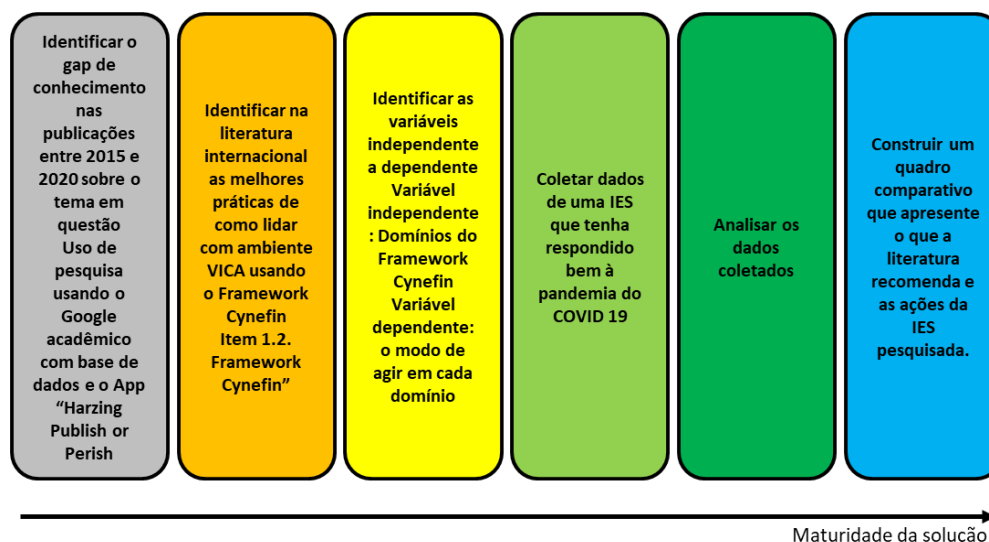 Identificar o
gap de
conhecimento
nas
publicações
entre 2015 e
2020 sobre o
tema em
questão
Uso de
pesquisa
usando o
Google
acadêmico
com base de
dados e o App
“Harzing
Publish or
Perish
Identificar na
literatura
internacional
as melhores
práticas de
como lidar
com ambiente
VICA usando
o Framework
Cynefin
Item 1.2.
Framework
Cynefin”
Identificar as
variáveis
independente
a dependente
Variável
independente
: Domínios do
Framework
Cynefin
Variável
dependente:
o modo de
agir em cada
domínio
Coletar dados
de uma IES
que tenha
respondido
bem à
pandemia do
COVID 19
Analisar os
dados
coletados
Construir um
quadro
comparativo
que apresente
o que a
literatura
recomenda e
as ações da
IES
pesquisada.
Maturidade da solução